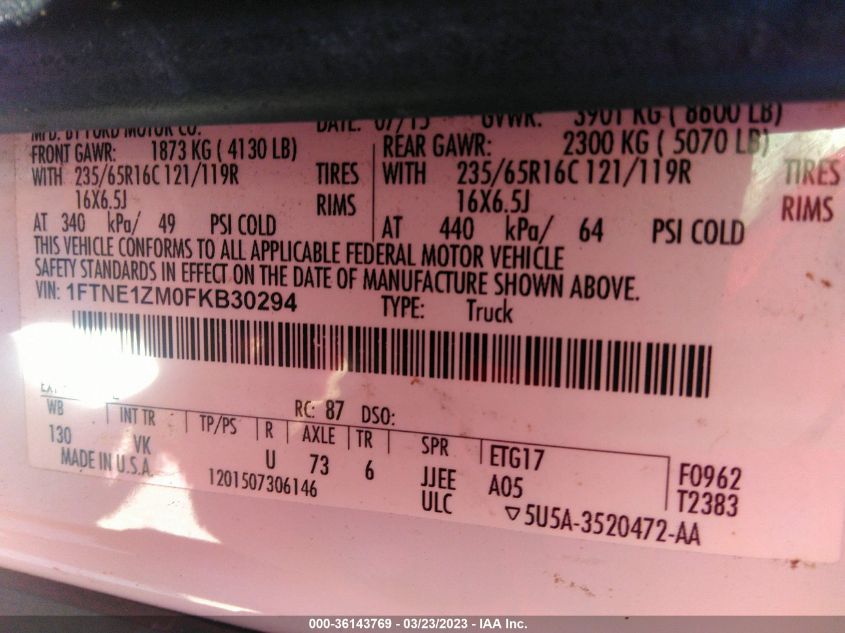 MFD. BY FORD MOTOR CO. DATE: 07/15 GVWR: 3901 KG ( 8600 LB)
FRONT GAWR: 1873 KG ( 4130 LB) REAR GAWR: 2300 KG ( 5070 LB)
WITH 235/65R16C 121/119R TIRES WITH 235/65R16C 121/119R TIRES
16X6.5J RIMS 16X6.5J RIMS
AT 340 kPa/ 49 PSI COLD AT 440 kPa/ 64 PSI COLD
THIS VEHICLE CONFORMS TO ALL APPLICABLE FEDERAL MOTOR VEHICLE
SAFETY STANDARDS IN EFFECT ON THE DATE OF MANUFACTURE SHOWN ABOVE.
VIN: 1FTNE1ZM0FKB30294 TYPE: Truck
RC: 87 DSO:
WB INT TR TP/PS R AXLE TR SPR ETG17
130 VK U 73 6 JJEE A05 F0962
MADE IN U.S.A. 1201507306146 ULC T2383
▽5U5A-3520472-AA
000-36143769 - 03/23/2023 - IAA Inc.